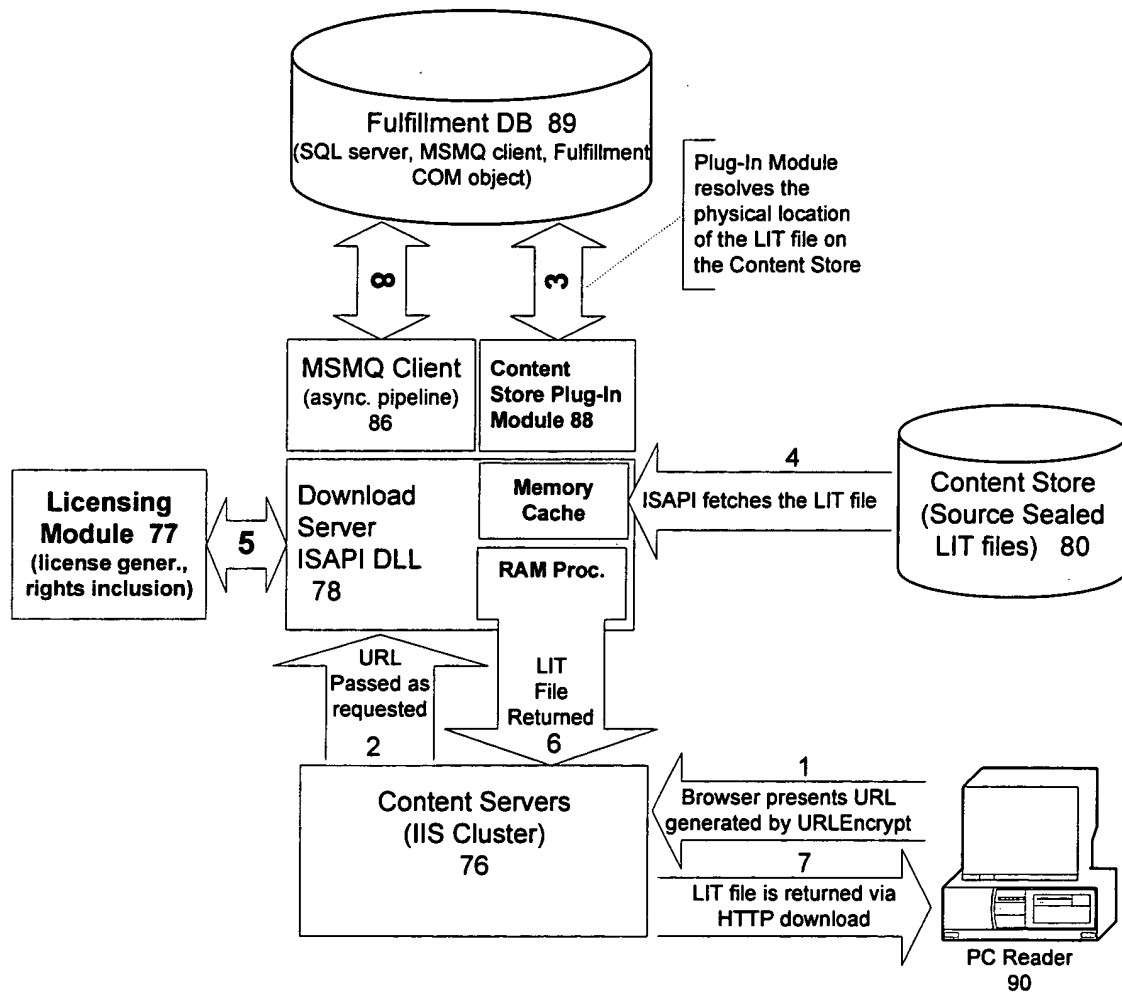 Fulfillment DB 89
(SQL server, MSMQ client, Fulfillment
COM object)
Plug-In Module
resolves the
physical location
of the LIT file on
the Content Store
8
3
MSMQ Client
(async. pipeline)
86
Content
Store Plug-In
Module 88
Licensing
Module 77
(license gener.,
rights inclusion)
5
Download
Server
ISAPI DLL
78
Memory
Cache
RAM Proc.
4
ISAPI fetches the LIT file
Content Store
(Source Sealed
LIT files) 80
URL
Passed as
requested
2
LIT
File
Returned
6
Content Servers
(IIS Cluster)
76
1
Browser presents URL
generated by URLEncrypt
7
LIT file is returned via
HTTP download
PC Reader
90